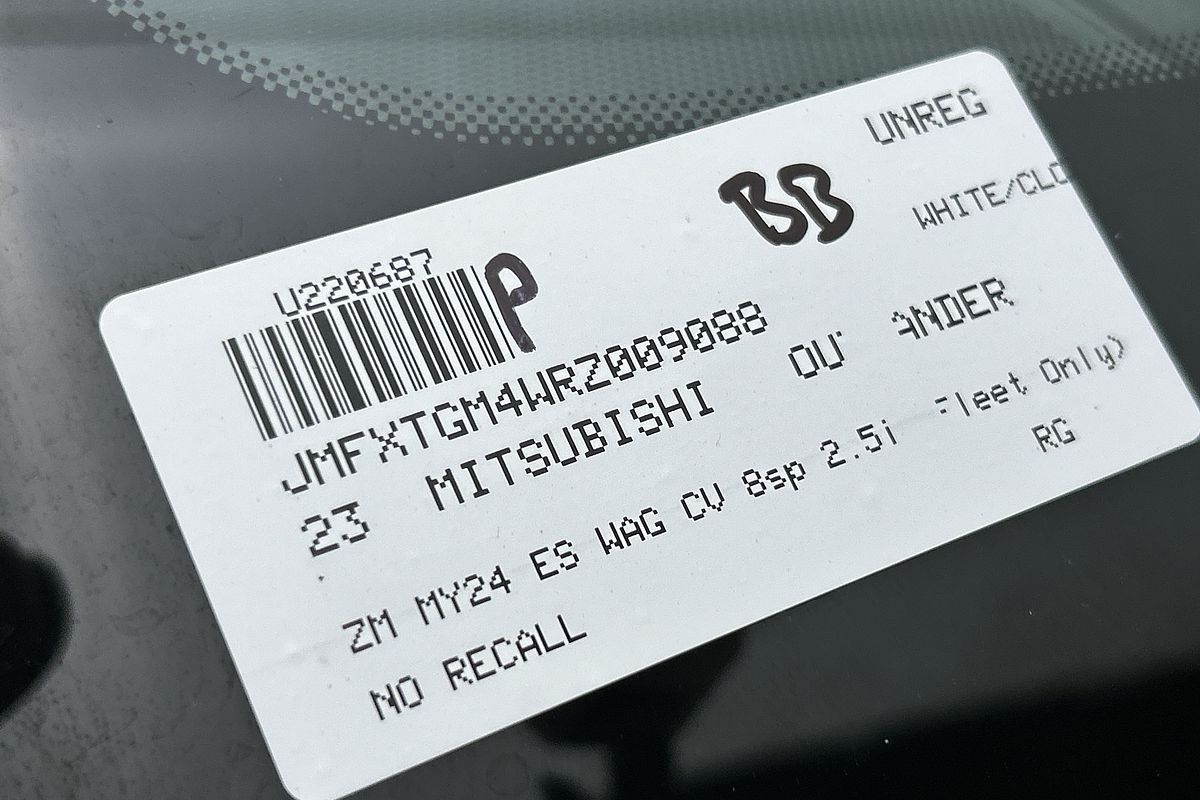 UNREG
BB
WHITE/CLO
U220687
P
JMFXTGM4WRZ009088
23 MITSUBISHI OU ANDER
ZM MY24 ES WAG CV 8sp 2.5i Fleet Only)
RG
NO RECALL